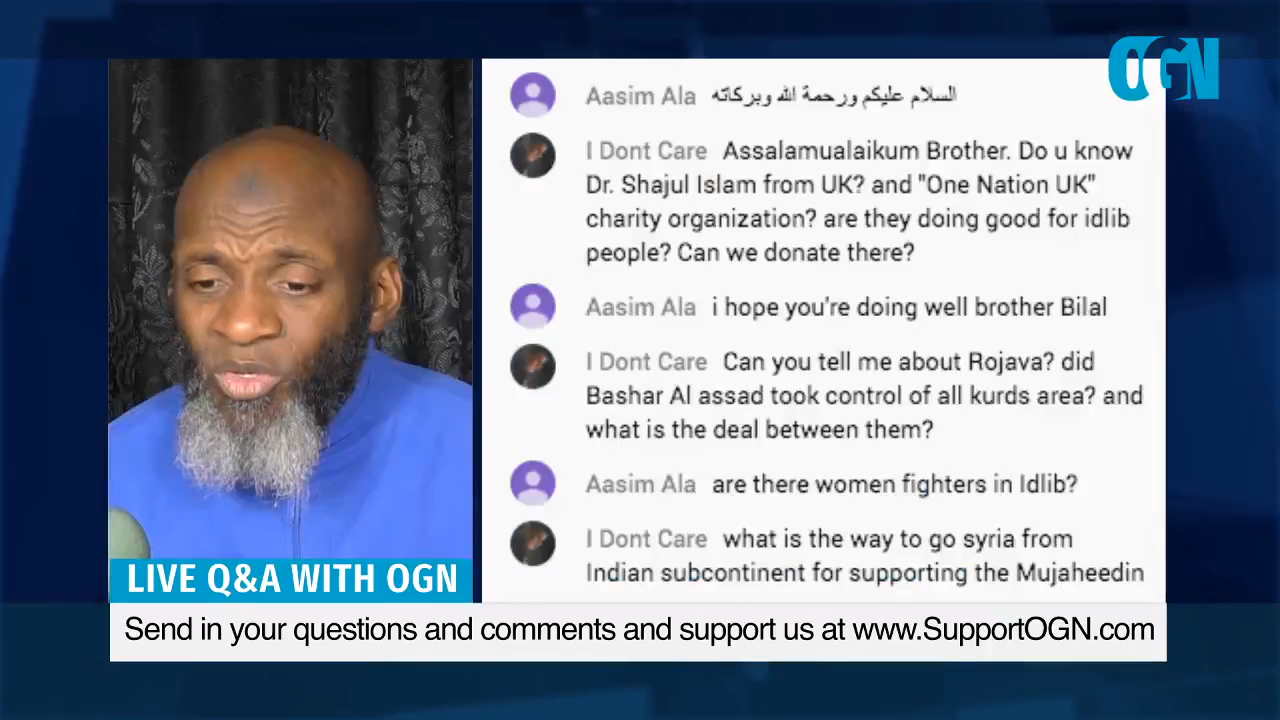 OGN
Aasim Ala السلام عليكم ورحمة الله وبركاته
I Dont Care Assalamualaikum Brother. Do u know
Dr. Shajul Islam from UK? and "One Nation UK"
charity organization? are they doing good for idlib
people? Can we donate there?
Aasim Ala i hope you're doing well brother Bilal
I Dont Care Can you tell me about Rojava? did
Bashar Al assad took control of all kurds area? and
what is the deal between them?
Aasim Ala are there women fighters in Idlib?
I Dont Care what is the way to go syria from
Indian subcontinent for supporting the Mujaheedin
LIVE Q&A WITH OGN
Send in your questions and comments and support us at www.SupportOGN.com